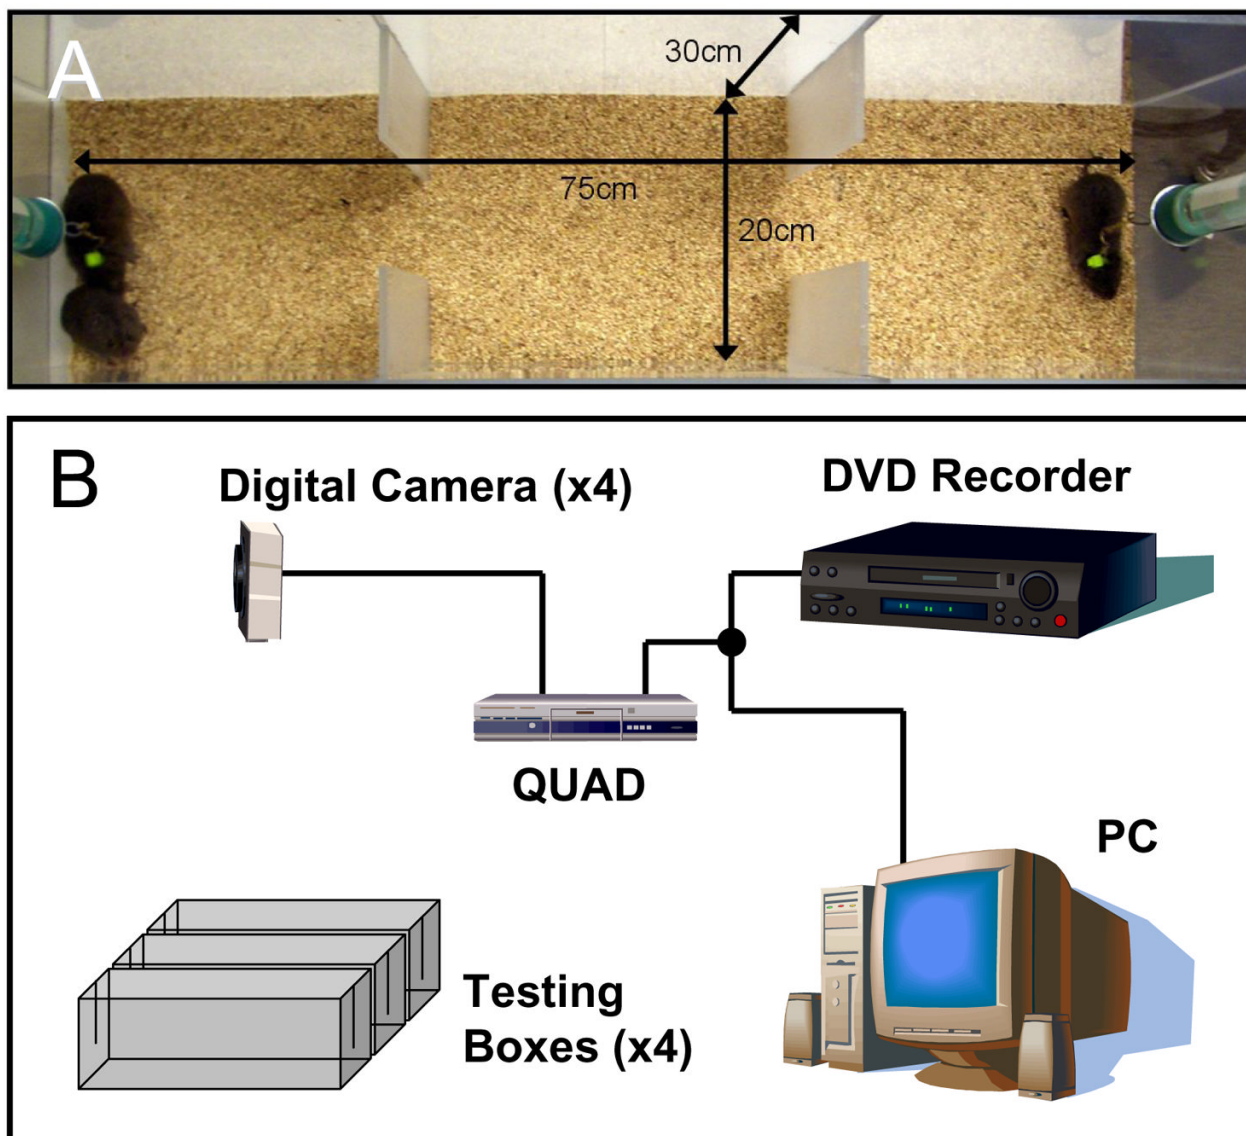 A
30cm
75cm
20cm
B
Digital Camera (x4)
DVD Recorder
QUAD
PC
Testing
Boxes (x4)